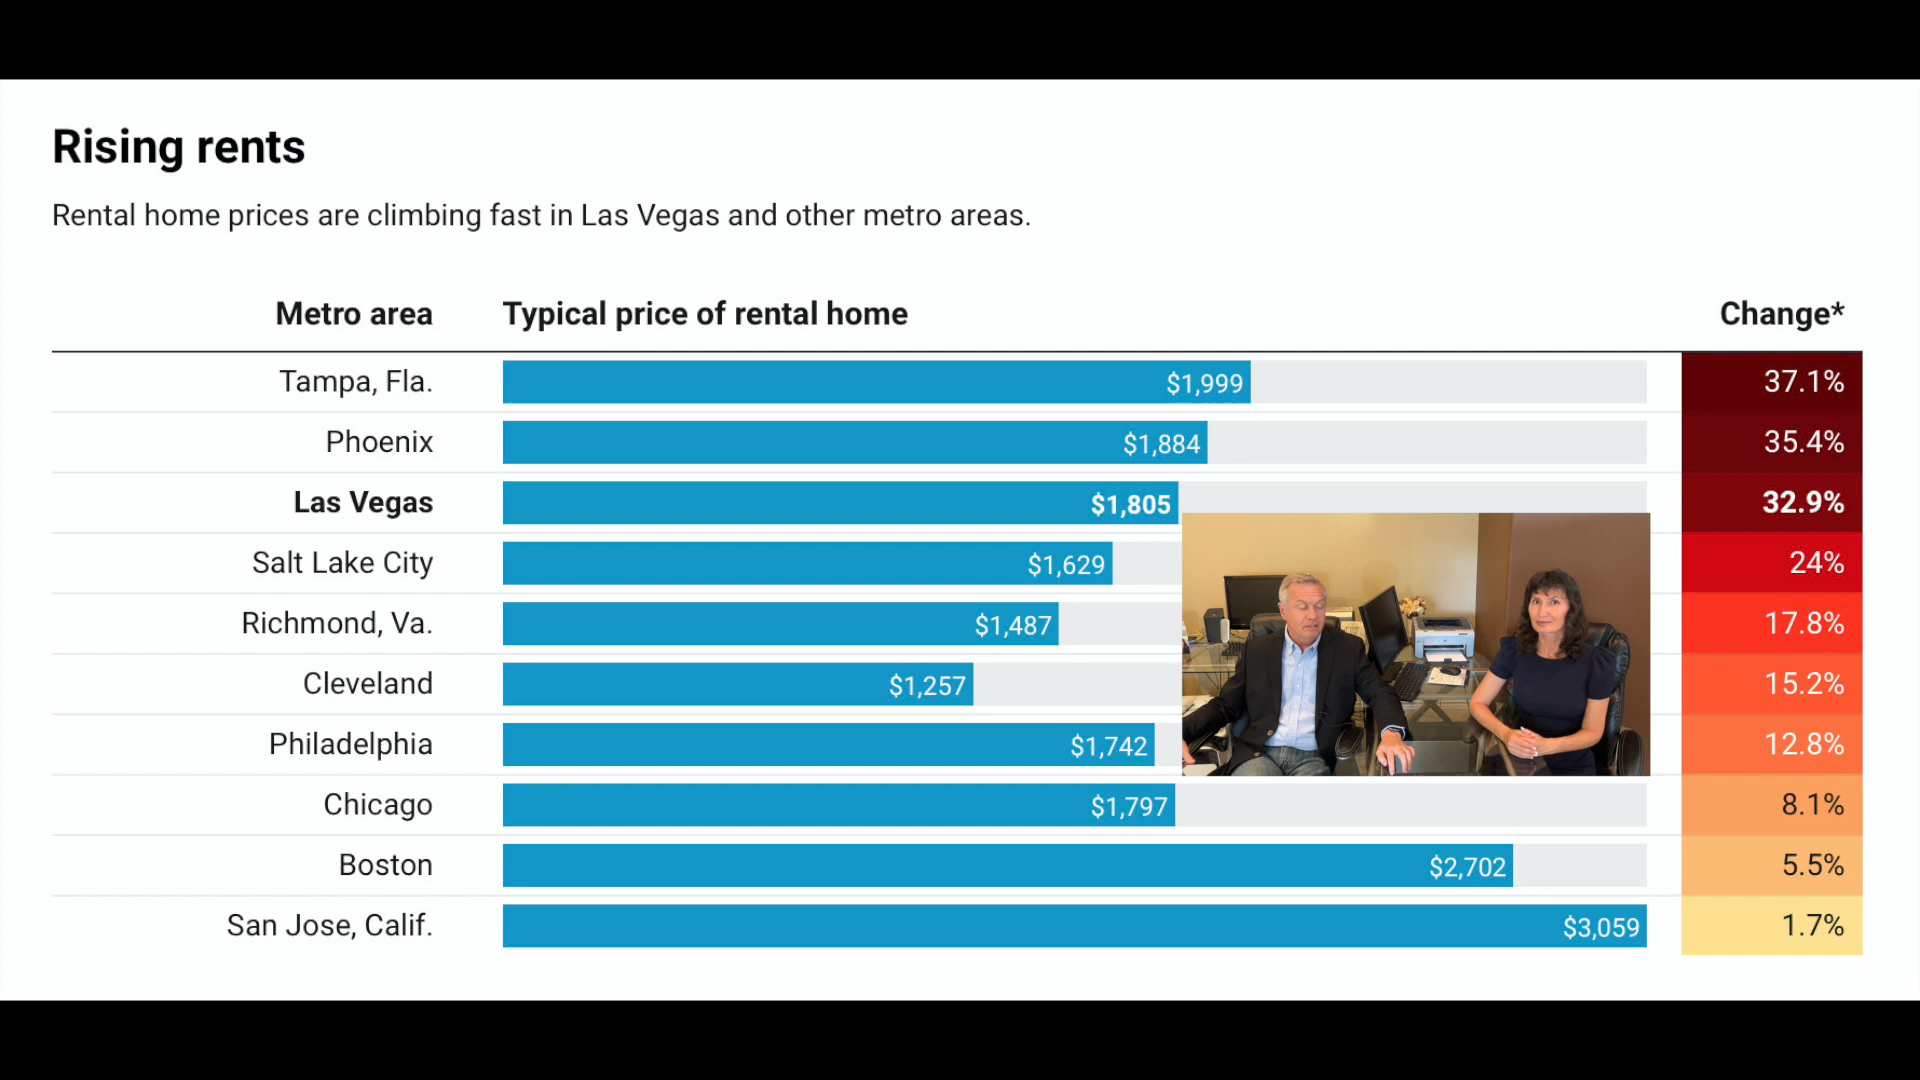 Rising rents
Rental home prices are climbing fast in Las Vegas and other metro areas.
Metro area Typical price of rental home Change*
Tampa, Fla. $1,999 37.1%
Phoenix $1,884 35.4%
Las Vegas $1,805 32.9%
Salt Lake City $1,629 24%
Richmond, Va. $1,487 17.8%
Cleveland $1,257 15.2%
Philadelphia $1,742 12.8%
Chicago $1,797 8.1%
Boston $2,702 5.5%
San Jose, Calif. $3,059 1.7%